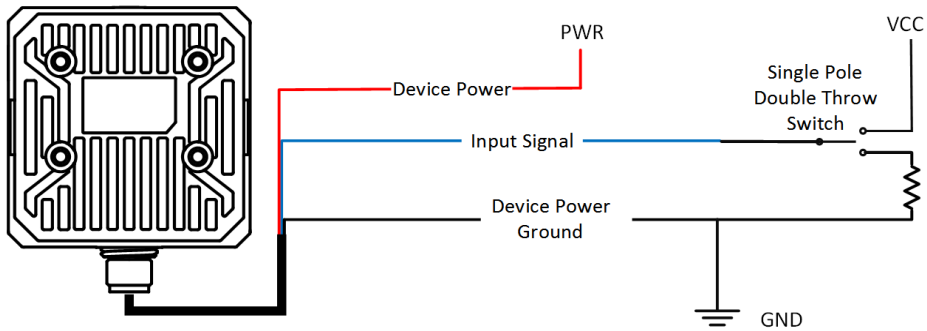 PWR
VCC
Device Power
Single Pole
Double Throw
Switch
Input Signal
Device Power
Ground
GND